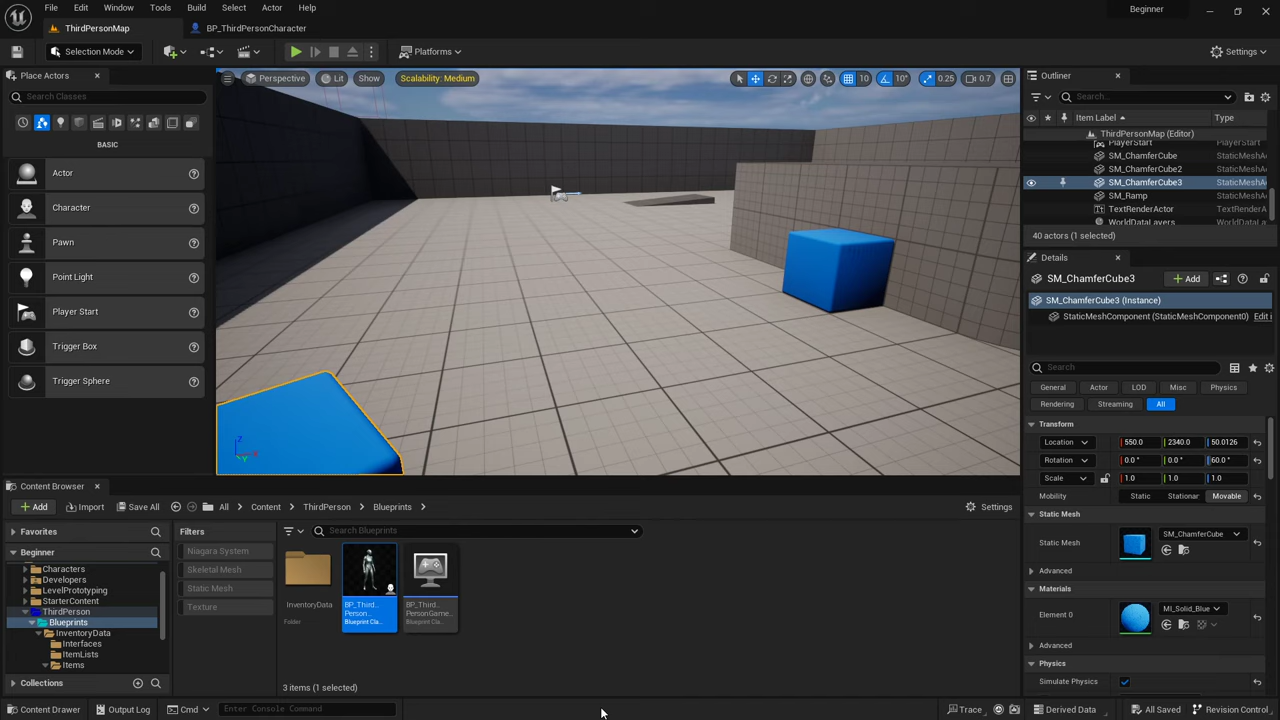 File Edit Window Tools Build Select Actor Help
Beginner
ThirdPersonMap
BP_ThirdPersonCharacter
Selection Mode
Platforms
Settings
Place Actors
Search Classes
BASIC
Actor
Character
Pawn
Point Light
Player Start
Trigger Box
Trigger Sphere
Perspective Lit Show Scalability: Medium
10 10° 0.25 0.7
Outliner
Search...
Item Label Type
ThirdPersonMap (Editor)
PlayerStart PlayerStart
SM_ChamferCube StaticMeshA
SM_ChamferCube2 StaticMeshA
SM_ChamferCube3 StaticMeshA
SM_Ramp StaticMeshA
TextRenderActor TextRenderA
WorldDataLayers WorldDataLa
40 actors (1 selected)
Details
SM_ChamferCube3
Add
SM_ChamferCube3 (Instance)
StaticMeshComponent (StaticMeshComponent0) Edit i
Search
General Actor LOD Misc Physics
Rendering Streaming All
Transform
Location 550.0 2340.0 50.0126
Rotation 0.0 ° 0.0 ° 60.0 °
Scale 1.0 1.0 1.0
Mobility Static Stationar Movable
Static Mesh
Static Mesh SM_ChamferCube
Advanced
Materials
Element 0 MI_Solid_Blue
Advanced
Physics
Simulate Physics
Content Browser
Add Import Save All All Content ThirdPerson Blueprints Settings
Favorites
Beginner
Characters
Developers
LevelPrototyping
StarterContent
ThirdPerson
Blueprints
InventoryData
Interfaces
ItemLists
Items
Collections
Filters
Niagara System
Skeletal Mesh
Static Mesh
Texture
Search Blueprints
InventoryData
Folder
BP_Third
Person...
Blueprint Cla...
BP_Third
PersonGame...
Blueprint Cla...
3 items (1 selected)
Content Drawer Output Log Cmd Enter Console Command Trace Derived Data All Saved Revision Control